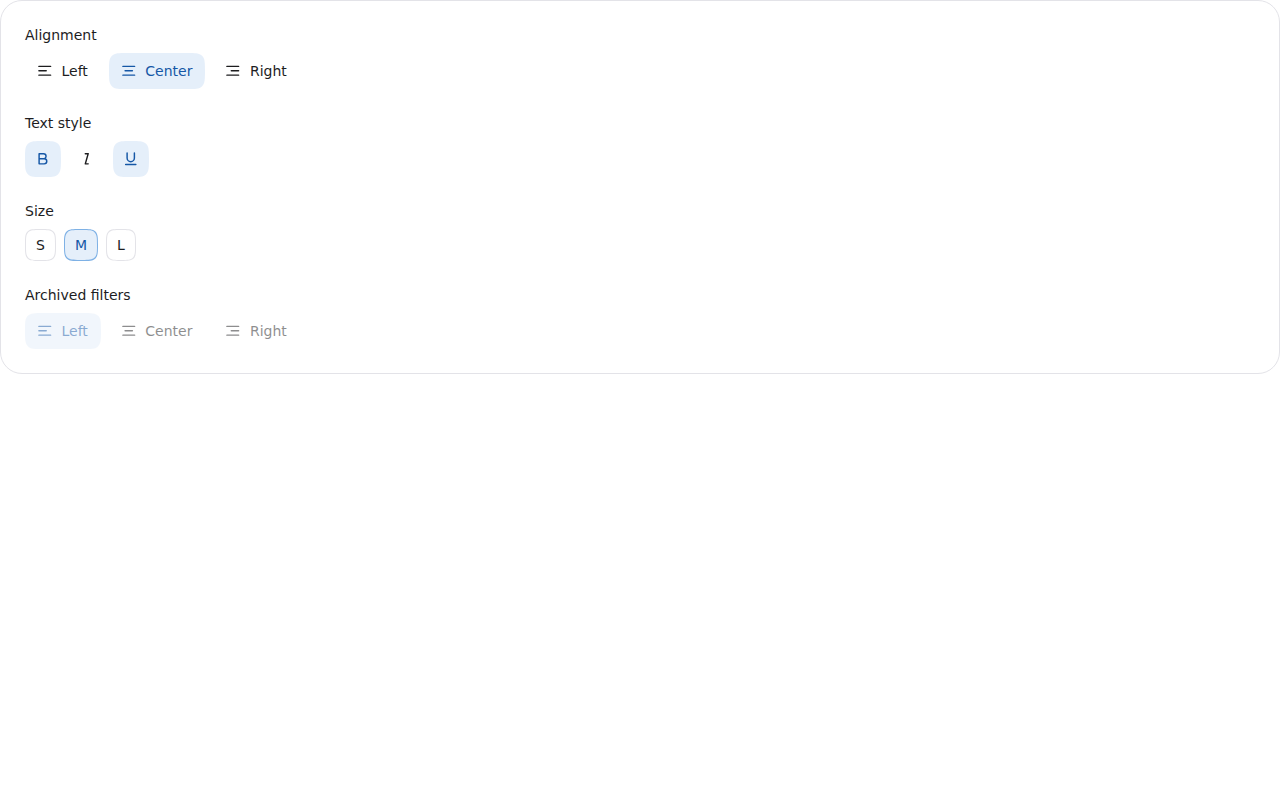 Alignment
Left Center Right
Text style
B I U
Size
S M L
Archived filters
Left Center Right